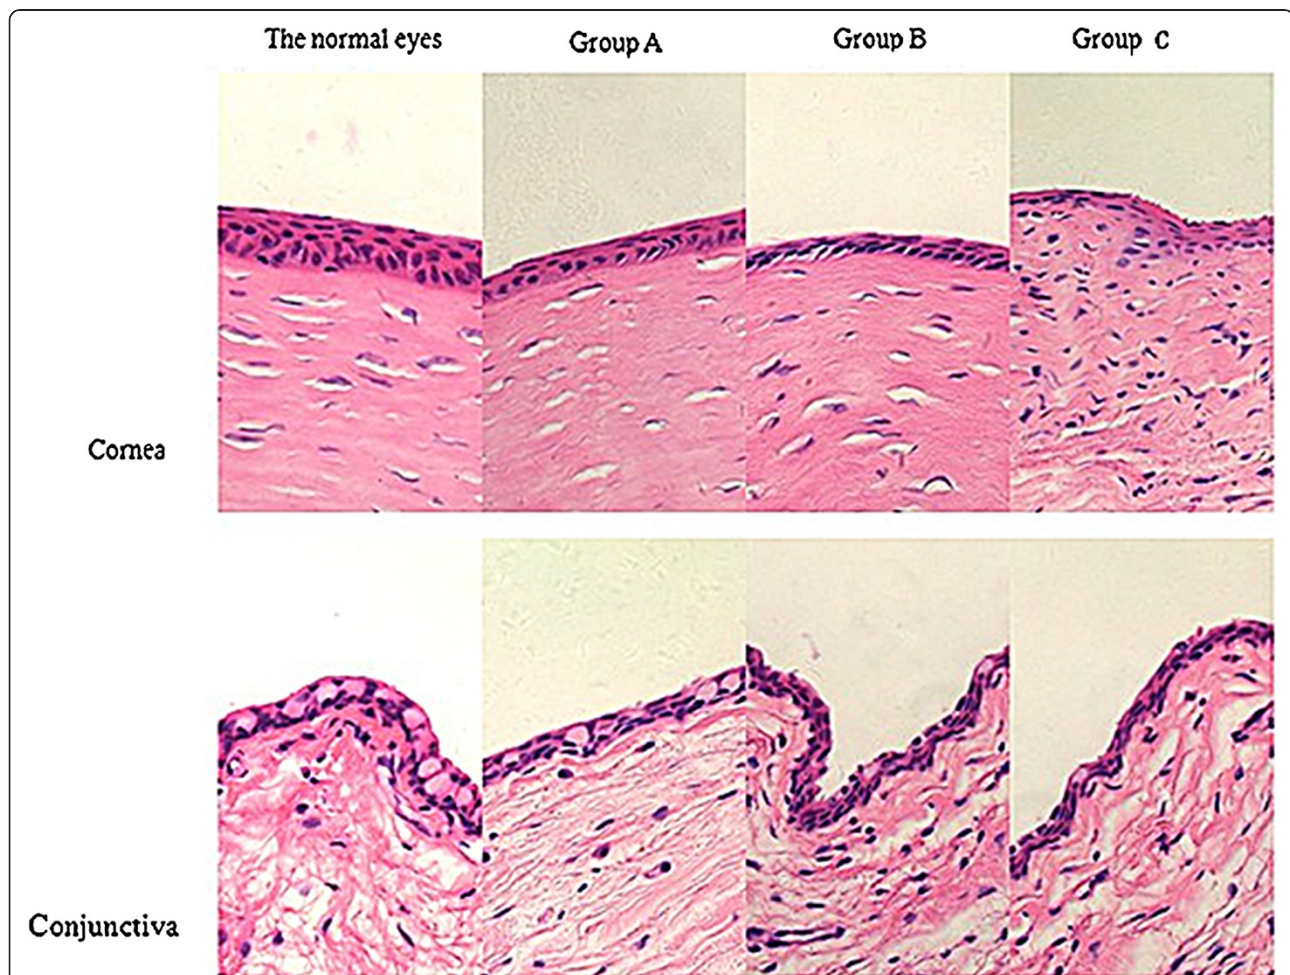 The normal eyes
Group A
Group B
Group C
Cornea
Conjunctiva